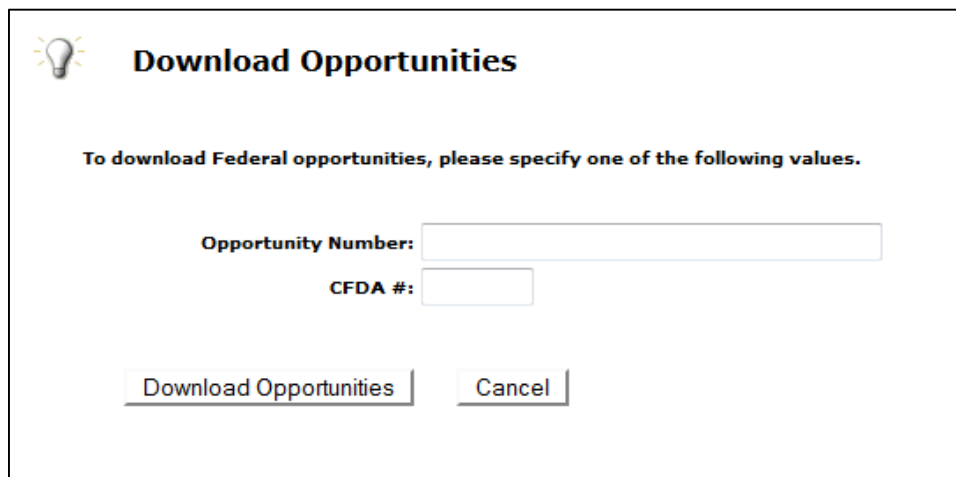 Download Opportunities
To download Federal opportunities, please specify one of the following values.
Opportunity Number:
CFDA #:
Download Opportunities Cancel